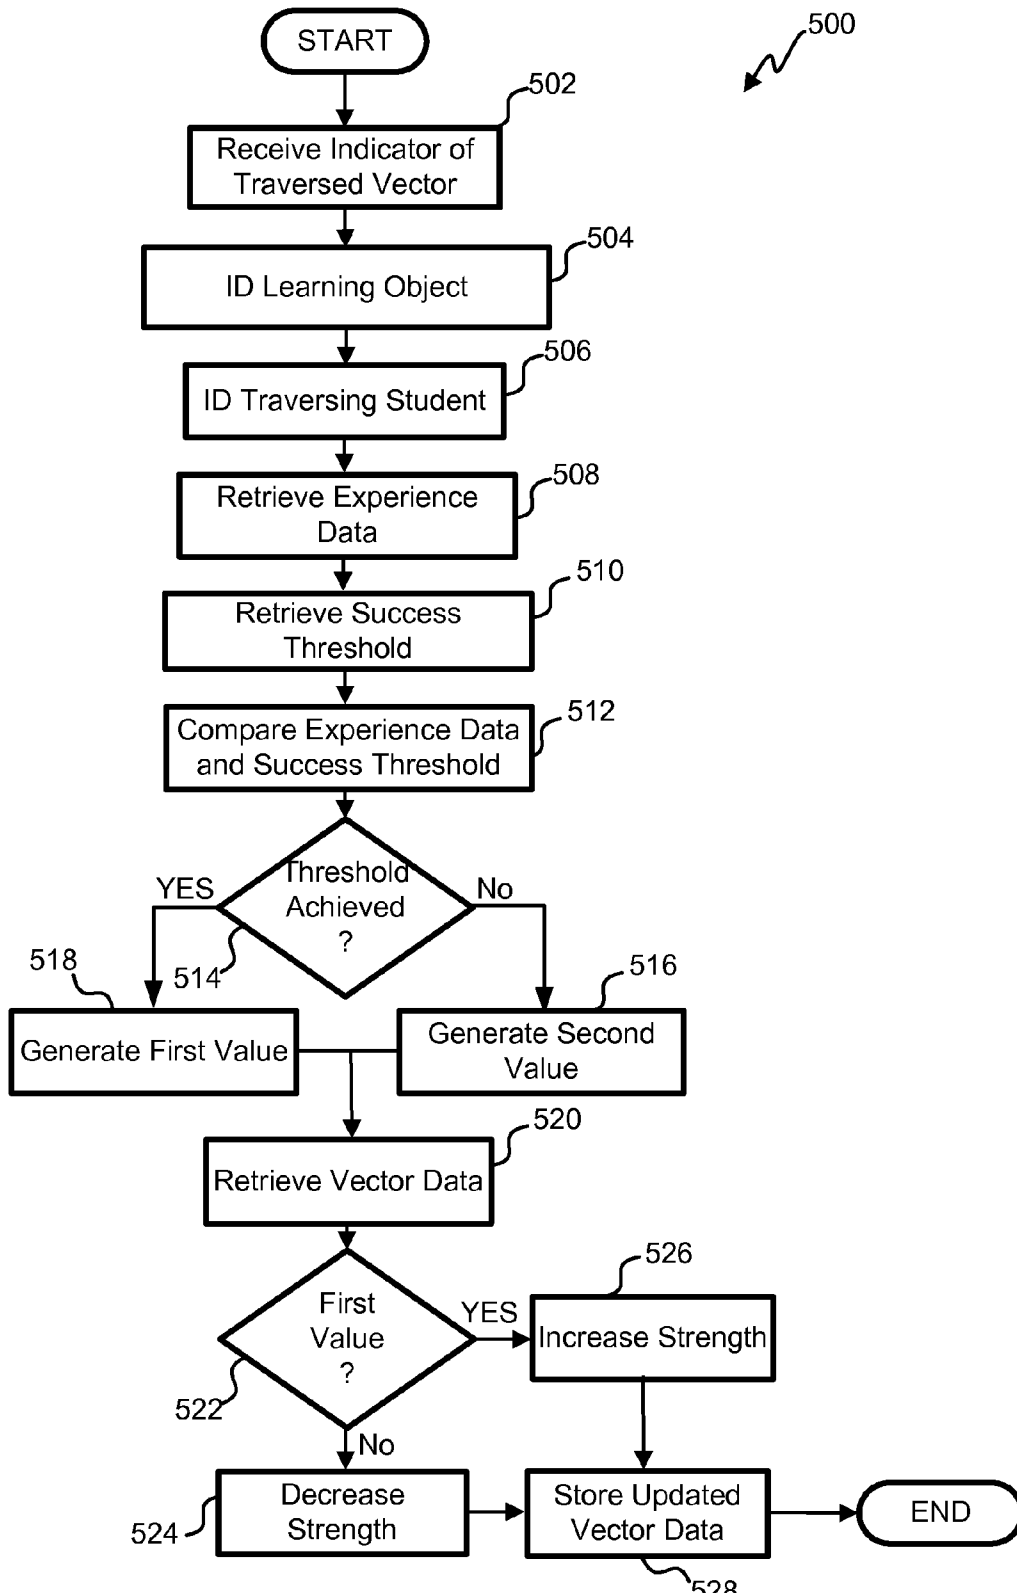 START
500
502
Receive Indicator of
Traversed Vector
504
ID Learning Object
506
ID Traversing Student
508
Retrieve Experience
Data
510
Retrieve Success
Threshold
512
Compare Experience Data
and Success Threshold
Threshold
Achieved
?
YES
No
514
518
516
Generate First Value
Generate Second
Value
520
Retrieve Vector Data
526
First
Value
?
YES
Increase Strength
522
No
Decrease
Strength
524
Store Updated
Vector Data
END
528